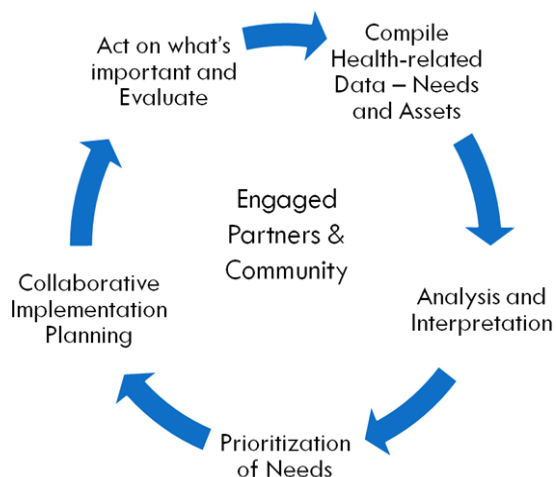 Act on what's
important and
Evaluate
Compile
Health-related
Data – Needs
and Assets
Engaged
Partners &
Community
Analysis and
Interpretation
Collaborative
Implementation
Planning
Prioritization
of Needs